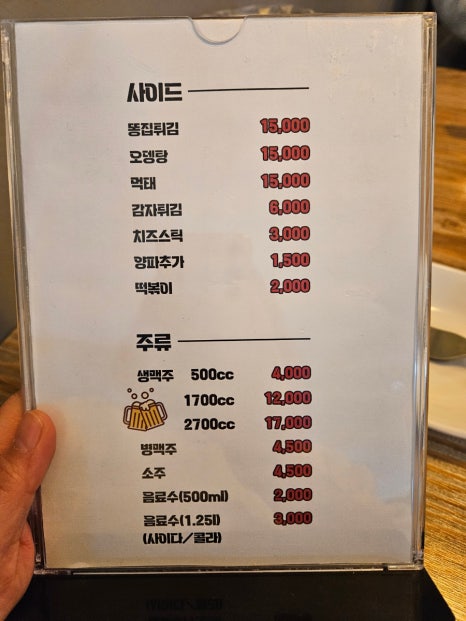 사이드
똥집튀김 15,000
오뎅탕 15,000
먹태 15,000
감자튀김 6,000
치즈스틱 3,000
양파추가 1,500
떡볶이 2,000
주류
생맥주 500cc 4,000
1700cc 12,000
2700cc 17,000
병맥주 4,500
소주 4,500
음료수(500ml) 2,000
음료수(1.25l) 3,000
(사이다/콜라)